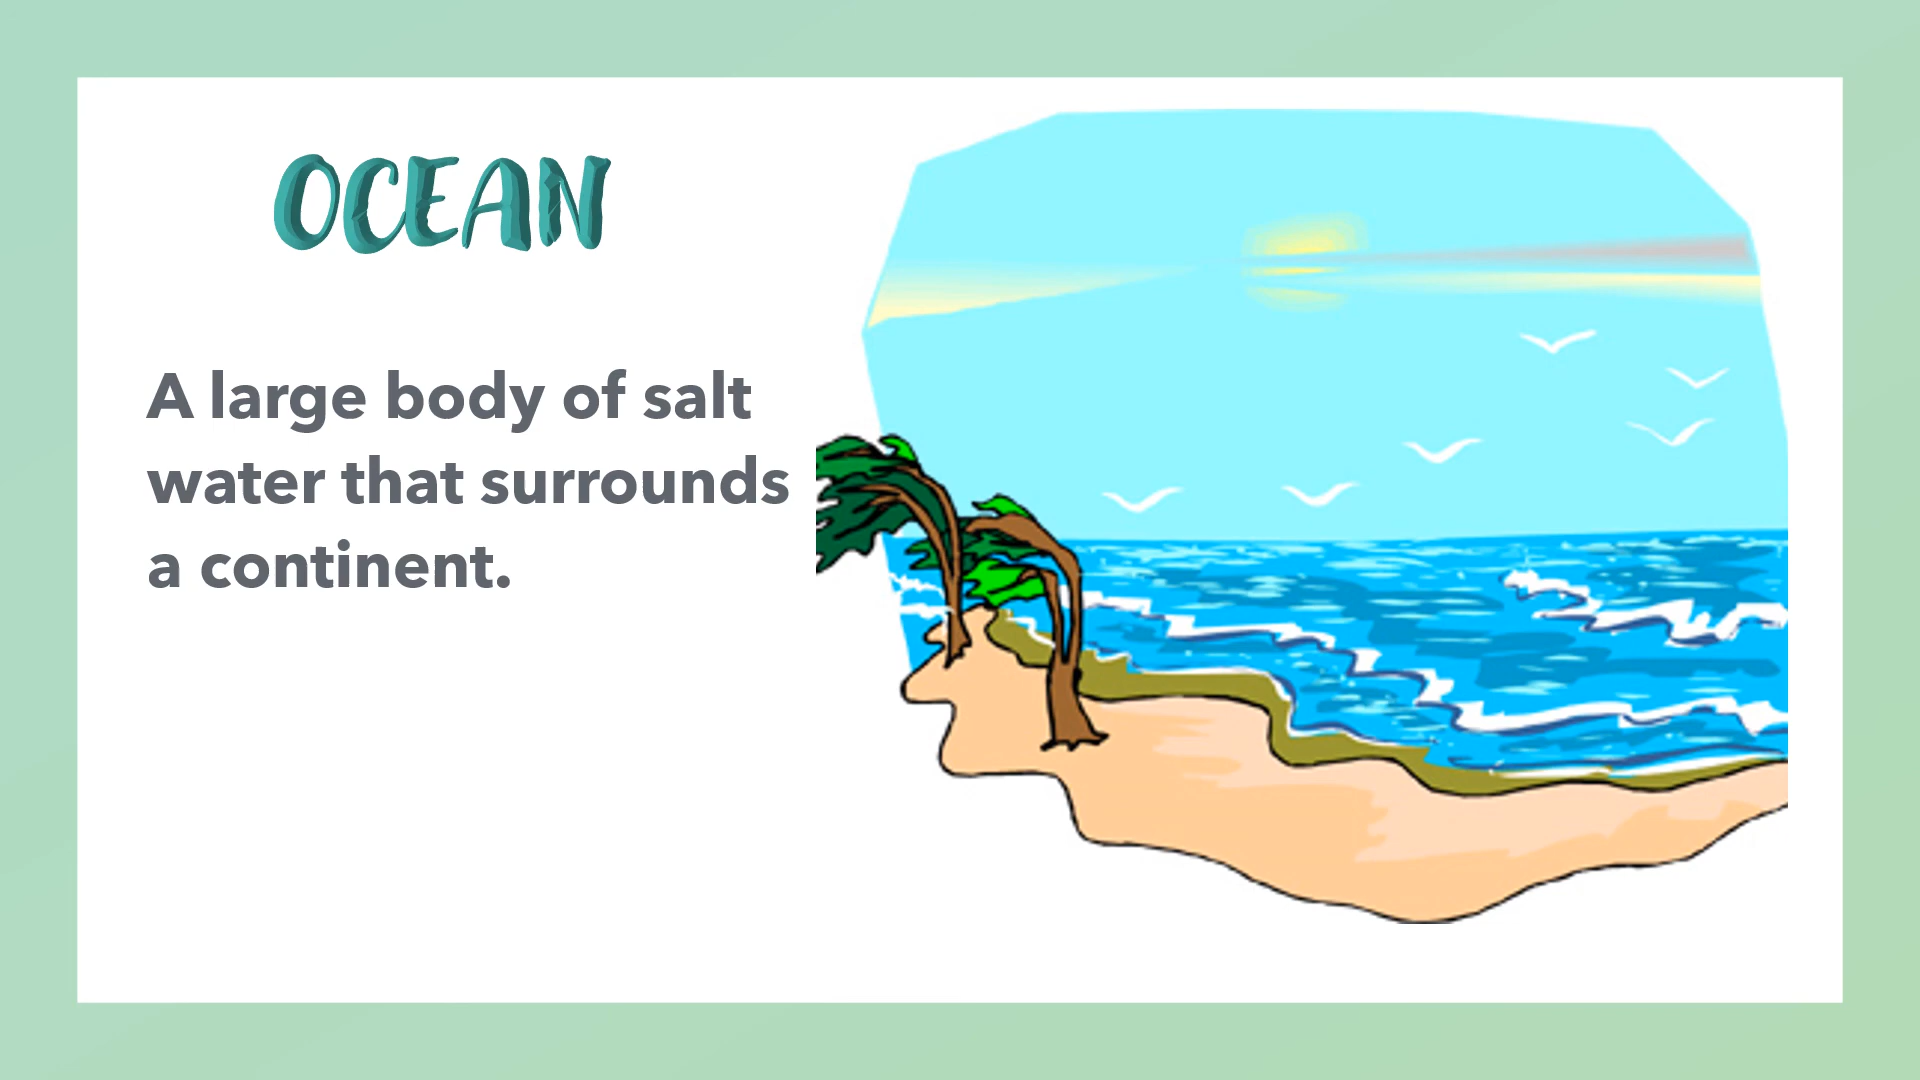 OCEAN
A large body of salt
water that surrounds
a continent.